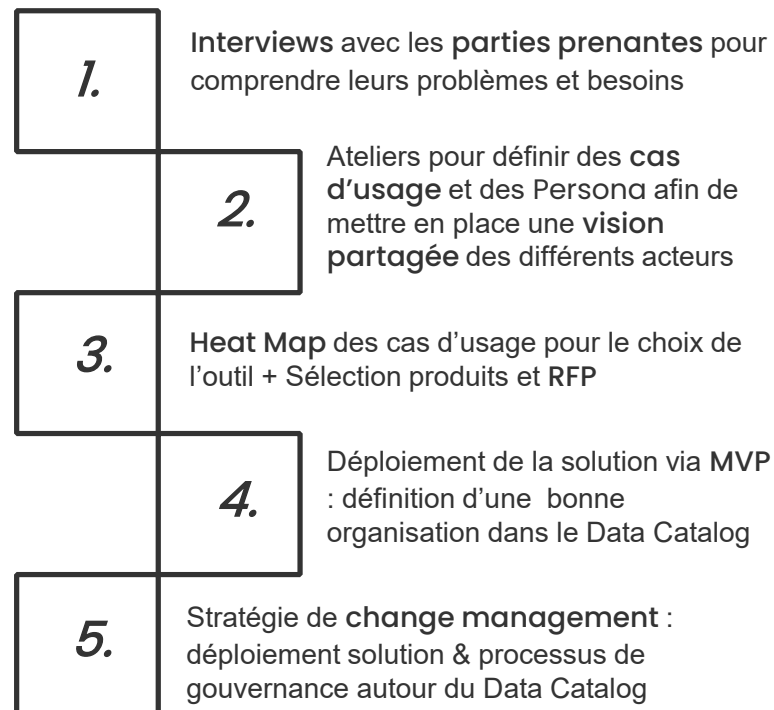 1.
Interviews avec les parties prenantes pour
comprendre leurs problèmes et besoins
2.
Ateliers pour définir des cas
d’usage et des Persona afin de
mettre en place une vision
partagée des différents acteurs
3.
Heat Map des cas d’usage pour le choix de
l’outil + Sélection produits et RFP
4.
Déploiement de la solution via MVP
: définition d’une  bonne
organisation dans le Data Catalog
5.
Stratégie de change management :
déploiement solution & processus de
gouvernance autour du Data Catalog